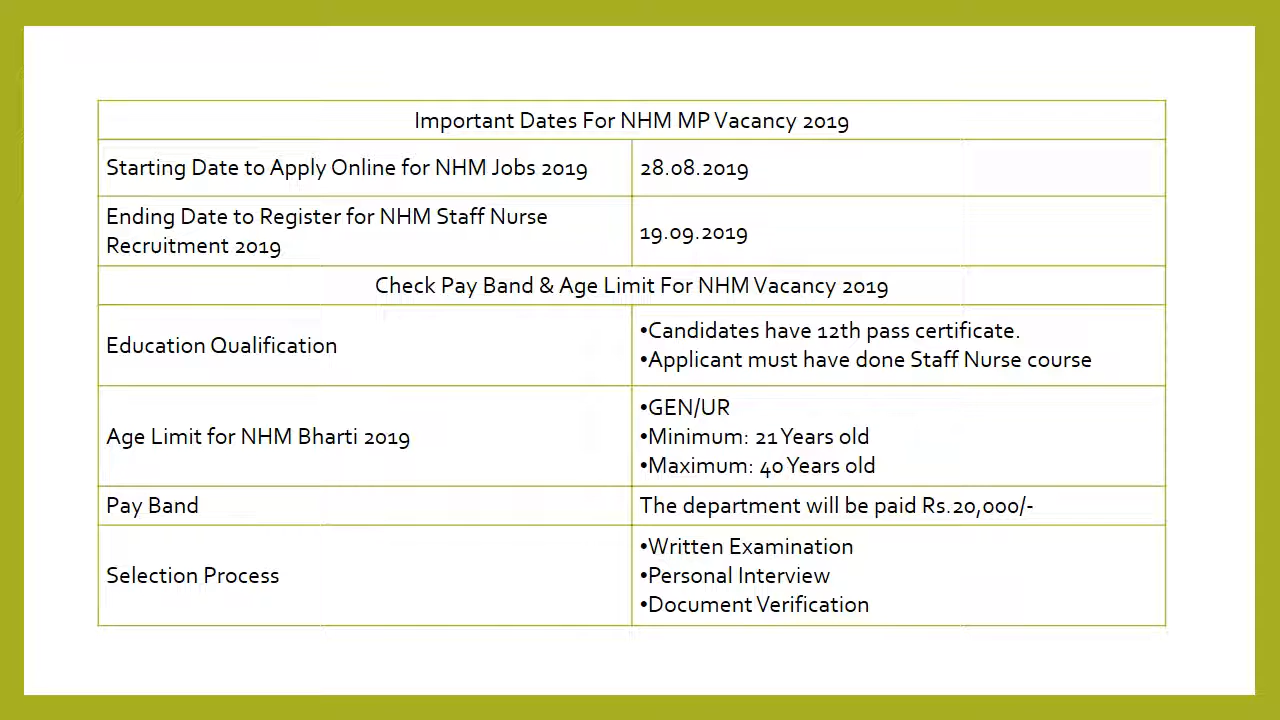 Important Dates For NHM MP Vacancy 2019
Starting Date to Apply Online for NHM Jobs 2019
28.08.2019
Ending Date to Register for NHM Staff Nurse
Recruitment 2019
19.09.2019
Check Pay Band & Age Limit For NHM Vacancy 2019
Education Qualification
•Candidates have 12th pass certificate.
•Applicant must have done Staff Nurse course
Age Limit for NHM Bharti 2019
•GEN/UR
•Minimum: 21 Years old
•Maximum: 40 Years old
Pay Band
The department will be paid Rs.20,000/-
Selection Process
•Written Examination
•Personal Interview
•Document Verification